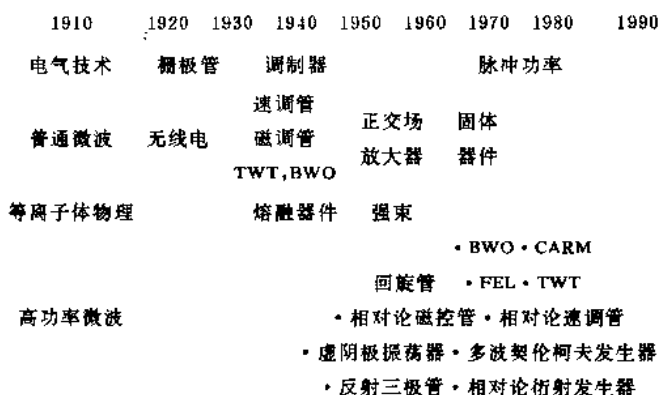 1910 1920 1930 1940 1950 1960 1970 1980 1990
电气技术 栅极管 调制器 脉冲功率
速调管
正交场 固体
普通微波 无线电 磁调管
放大器 器件
TWT,BWO
等离子体物理 熔融器件 强束
·BWO·CARM
回旋管 ·FEL·TWT
高功率微波 ·相对论磁控管·相对论速调管
·虚阴极振荡器·多波契伦柯夫发生器
·反射三极管·相对论衍射发生器